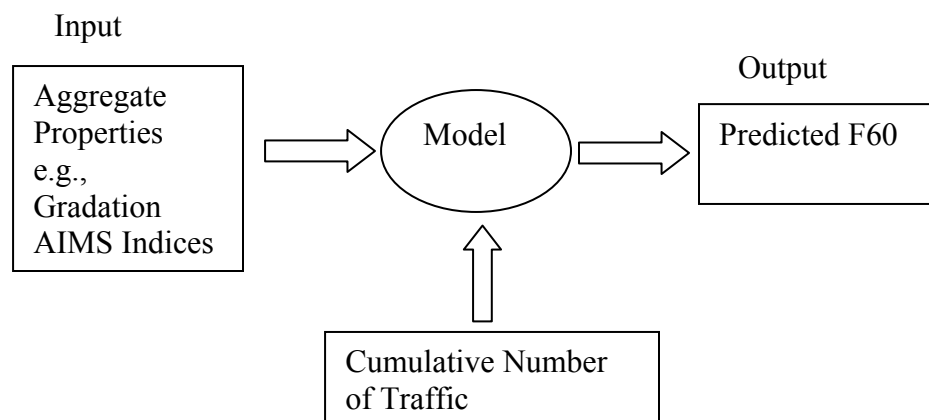 Input
Aggregate
Properties
e.g.,
Gradation
AIMS Indices
Model
Output
Predicted F60
Cumulative Number
of Traffic